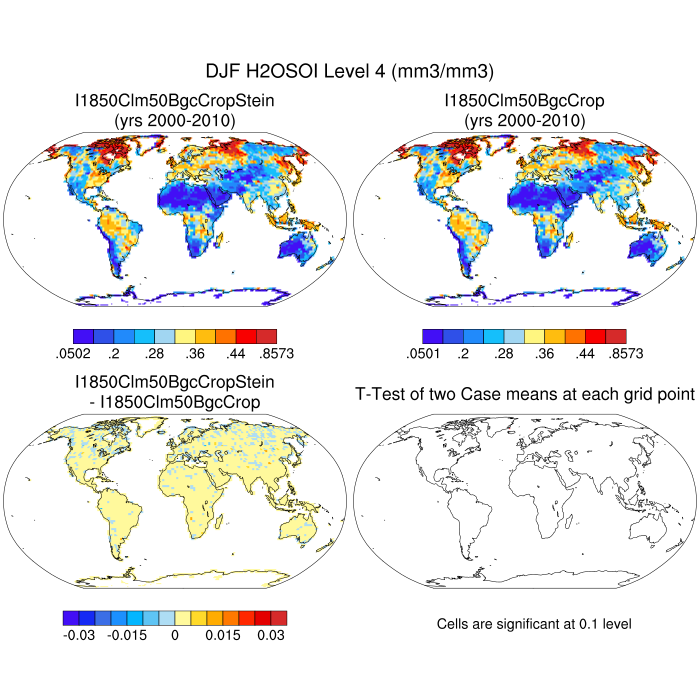 DJF H2OSOI Level 4 (mm3/mm3)
I1850Clm50BgcCropStein
(yrs 2000-2010)
I1850Clm50BgcCrop
(yrs 2000-2010)
.0502 .2 .28 .36 .44 .8573
.0501 .2 .28 .36 .44 .8573
I1850Clm50BgcCropStein
- I1850Clm50BgcCrop
T-Test of two Case means at each grid point
-0.03 -0.015 0 0.015 0.03
Cells are significant at 0.1 level